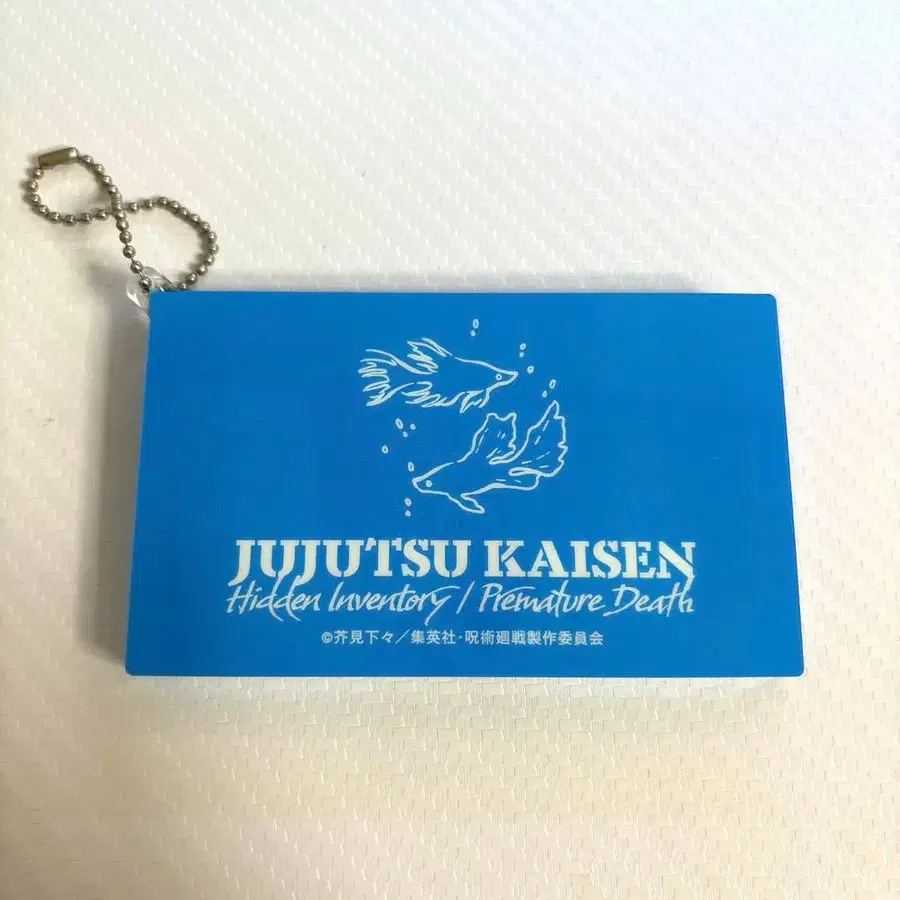 JUJUTSU KAISEN
Hidden Inventory / Premature Death
©芥見下々／集英社・呪術廻戦製作委員会